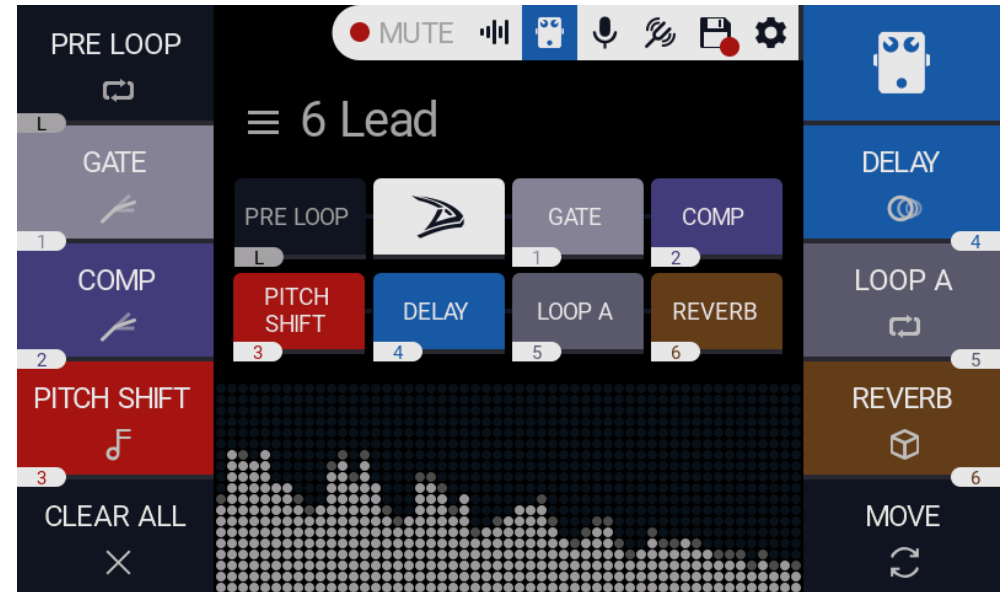 PRE LOOP
L
GATE
1
COMP
2
PITCH SHIFT
3
CLEAR ALL
MUTE
6 Lead
PRE LOOP
GATE
COMP
L
1
2
PITCH
SHIFT
DELAY
LOOP A
REVERB
3
4
5
6
DELAY
4
LOOP A
5
REVERB
6
MOVE